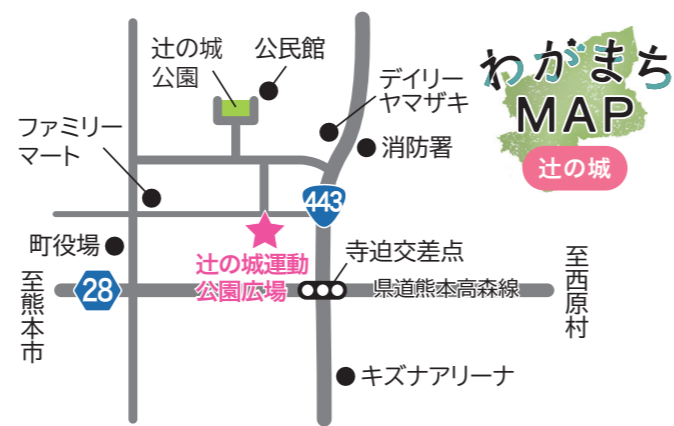 わがまち
MAP
辻の城
辻の城
公園
公民館
デイリー
ヤマザキ
ファミリー
マート
消防署
443
町役場
辻の城運動
公園広場
寺迫交差点
至西原村
至熊本市
28
県道熊本高森線
キズナアリーナ